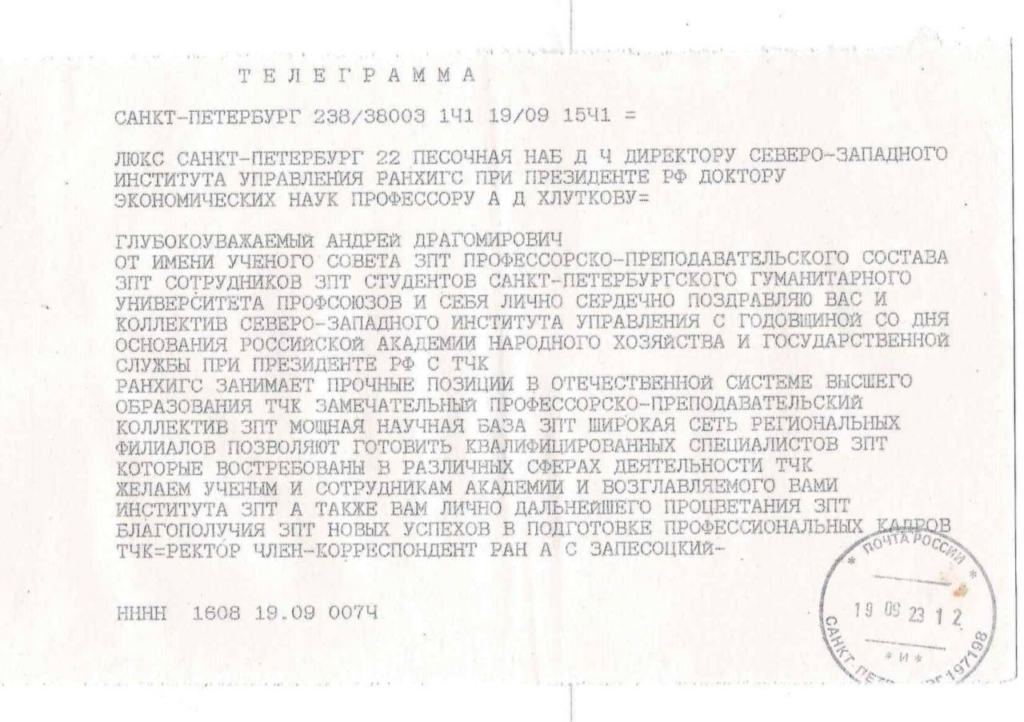 ТЕЛЕГРАММА
САНКТ-ПЕТЕРБУРГ 238/38003 1Ч1 19/09 15Ч1 =
ЛЮКС САНКТ-ПЕТЕРБУРГ 22 ПЕСОЧНАЯ НАБ Д Ч ДИРЕКТОРУ СЕВЕРО-ЗАПАДНОГО
ИНСТИТУТА УПРАВЛЕНИЯ РАНХИГС ПРИ ПРЕЗИДЕНТЕ РФ ДОКТОРУ
ЭКОНОМИЧЕСКИХ НАУК ПРОФЕССОРУ А Д ХЛУТКОВУ=
ГЛУБОКОУВАЖАЕМЫЙ АНДРЕЙ ДРАГОМИРОВИЧ
ОТ ИМЕНИ УЧЕНОГО СОВЕТА ЗПТ ПРОФЕССОРСКО-ПРЕПОДАВАТЕЛЬСКОГО СОСТАВА
ЗПТ СОТРУДНИКОВ ЗПТ СТУДЕНТОВ САНКТ-ПЕТЕРБУРГСКОГО ГУМАНИТАРНОГО
УНИВЕРСИТЕТА ПРОФСОЮЗОВ И СЕБЯ ЛИЧНО СЕРДЕЧНО ПОЗДРАВЛЯЮ ВАС И
КОЛЛЕКТИВ СЕВЕРО-ЗАПАДНОГО ИНСТИТУТА УПРАВЛЕНИЯ С ГОДОВЩИНОЙ СО ДНЯ
ОСНОВАНИЯ РОССИЙСКОЙ АКАДЕМИИ НАРОДНОГО ХОЗЯЙСТВА И ГОСУДАРСТВЕННОЙ
СЛУЖБЫ ПРИ ПРЕЗИДЕНТЕ РФ С ТЧК
РАНХИГС ЗАНИМАЕТ ПРОЧНЫЕ ПОЗИЦИИ В ОТЕЧЕСТВЕННОЙ СИСТЕМЕ ВЫСШЕГО
ОБРАЗОВАНИЯ ТЧК ЗАМЕЧАТЕЛЬНЫЙ ПРОФЕССОРСКО-ПРЕПОДАВАТЕЛЬСКИЙ
КОЛЛЕКТИВ ЗПТ МОЩНАЯ НАУЧНАЯ БАЗА ЗПТ ШИРОКАЯ СЕТЬ РЕГИОНАЛЬНЫХ
ФИЛИАЛОВ ПОЗВОЛЯЮТ ГОТОВИТЬ КВАЛИФИЦИРОВАННЫХ СПЕЦИАЛИСТОВ ЗПТ
КОТОРЫЕ ВОСТРЕБОВАНЫ В РАЗЛИЧНЫХ СФЕРАХ ДЕЯТЕЛЬНОСТИ ТЧК
ЖЕЛАЕМ УЧЕНЫМ И СОТРУДНИКАМ АКАДЕМИИ И ВОЗГЛАВЛЯЕМОГО ВАМИ
ИНСТИТУТА ЗПТ А ТАКЖЕ ВАМ ЛИЧНО ДАЛЬНЕЙШЕГО ПРОЦВЕТАНИЯ ЗПТ
БЛАГОПОЛУЧИЯ ЗПТ НОВЫХ УСПЕХОВ В ПОДГОТОВКЕ ПРОФЕССИОНАЛЬНЫХ КАДРОВ
ТЧК=РЕКТОР ЧЛЕН-КОРРЕСПОНДЕНТ РАН А С ЗАПЕСОЦКИЙ-
НННН 1608 19.09 007Ч
* ПОЧТА РОССИИ *
19 09 23 12
* И *
САНКТ-ПЕТЕРБУРГ 197198